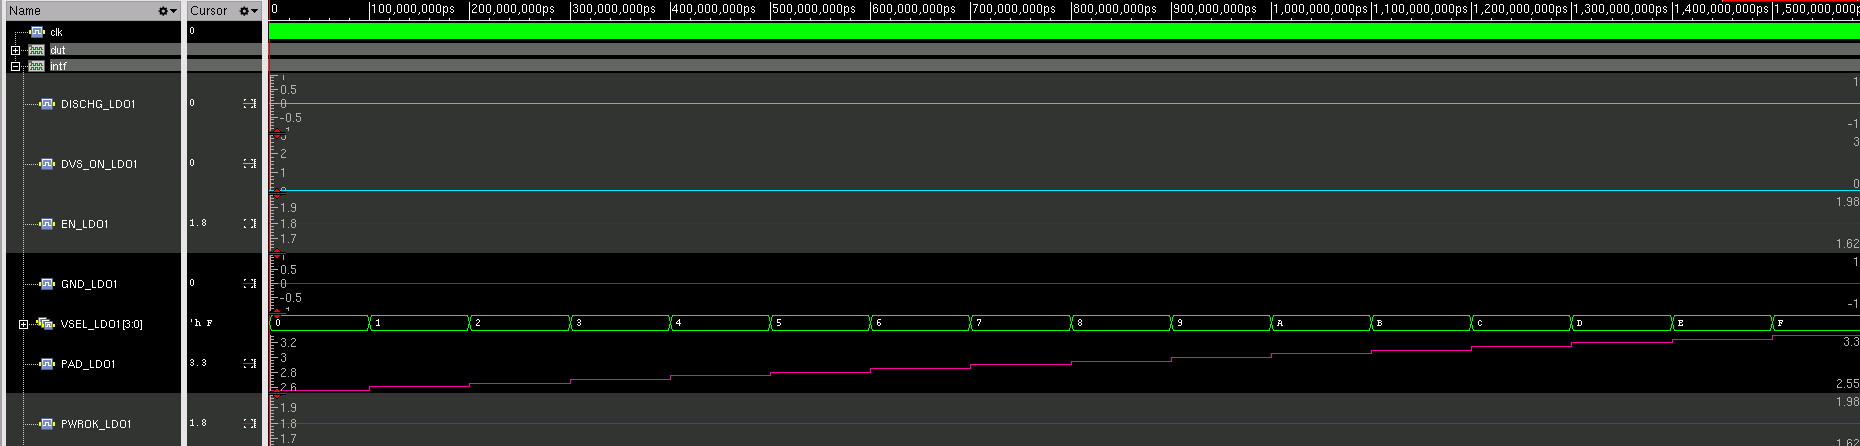 Name Cursor 0 100,000,000ps 200,000,000ps 300,000,000ps 400,000,000ps 500,000,000ps 600,000,000ps 700,000,000ps 800,000,000ps 900,000,000ps 1,000,000,000ps 1,100,000,000ps 1,200,000,000ps 1,300,000,000ps 1,400,000,000ps 1,500,000,000p
clk 0
dut
intf
1
0.5
DISCHG_LDO1 0 0
-0.5
-1
3
2
DVS_ON_LDO1 0
1
0
1.98
1.9
EN_LDO1 1.8 1.8
1.7
1.62
1
0.5
GND_LDO1 0 0
-0.5
-1
VSEL_LDO1[3:0] 'h F 0 1 2 3 4 5 6 7 8 9 A B C D E F
3.2 3.3
3
PAD_LDO1 3.3
2.8
2.6 2.55
1.98
1.9
PWROK_LDO1 1.8 1.8
1.7
1.62